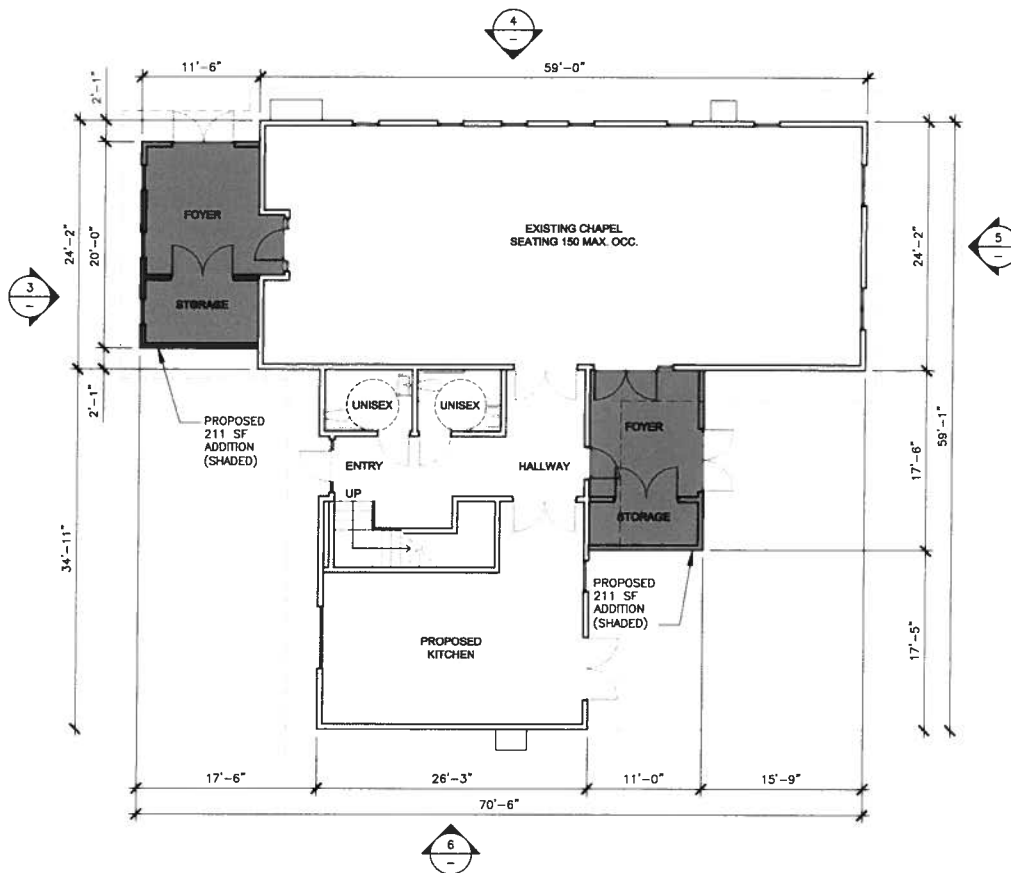 4
-
11'-6"
59'-0"
2'-1"
24'-2"
20'-0"
2'-1"
34'-11"
FOYER
STORAGE
EXISTING CHAPEL
SEATING 150 MAX. OCC.
24'-2"
59'-1"
17'-6"
17'-5"
5
-
3
-
PROPOSED
211 SF
ADDITION
(SHADED)
UNISEX
UNISEX
ENTRY
HALLWAY
UP
FOYER
STORAGE
PROPOSED
211 SF
ADDITION
(SHADED)
PROPOSED
KITCHEN
17'-6"
26'-3"
11'-0"
15'-9"
70'-6"
6
-